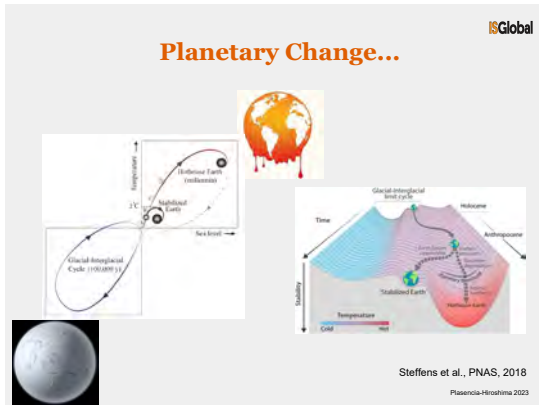 ISGlobal
Planetary Change...
Temperature
Hothouse Earth
(millennia)
2°C
Stabilized
Earth
Sea level
Glacial-Interglacial
Cycle (100,000 y)
Glacial-interglacial
limit cycle
Holocene
Time
Anthropocene
Stability
Stabilized Earth
Hothouse Earth
Temperature
Cold
Hot
Steffens et al., PNAS, 2018
Plasencia-Hiroshima 2023